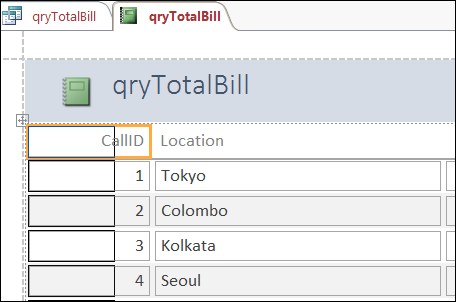 qryTotalBill qryTotalBill
qryTotalBill
CallID Location
1 Tokyo
2 Colombo
3 Kolkata
4 Seoul